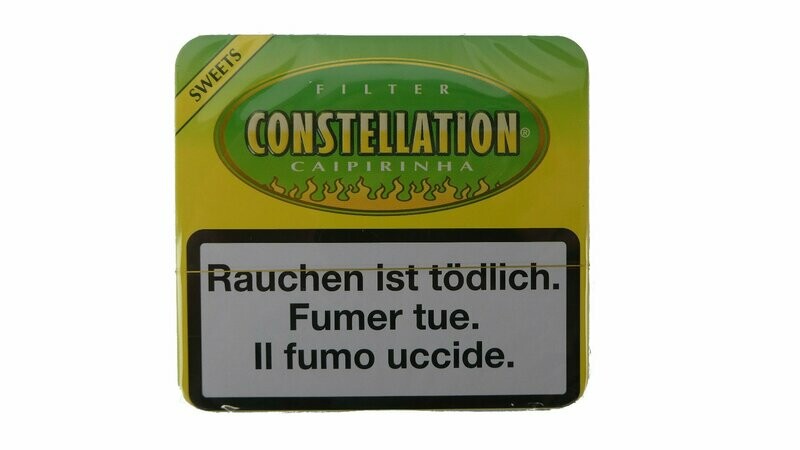 SWEETS
FILTER
CONSTELLATION®
CAIPIRINHA
Rauchen ist tödlich.
Fumer tue.
Il fumo uccide.